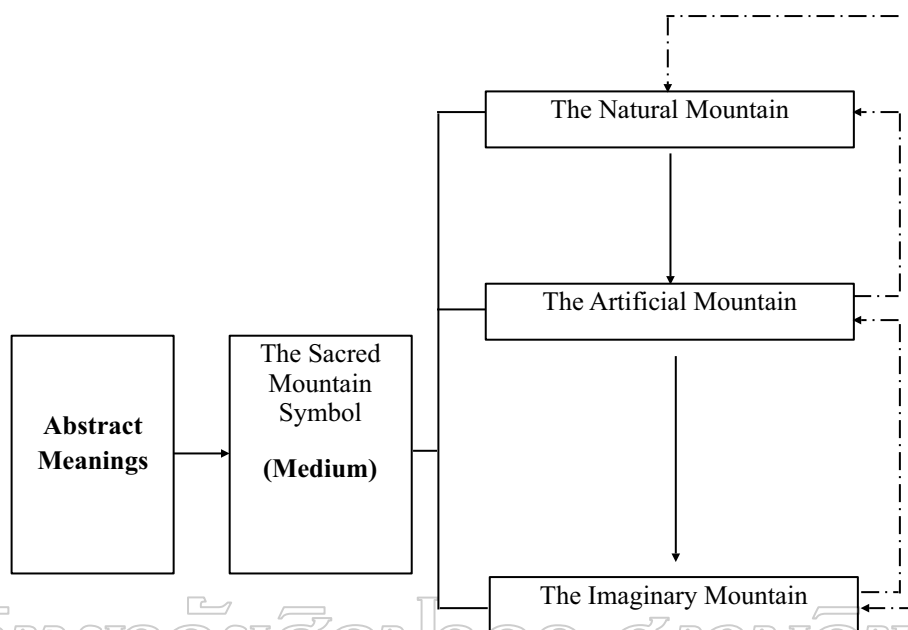 The Natural Mountain
The Artificial Mountain
The Sacred
Mountain
Symbol
(Medium)
Abstract
Meanings
The Imaginary Mountain